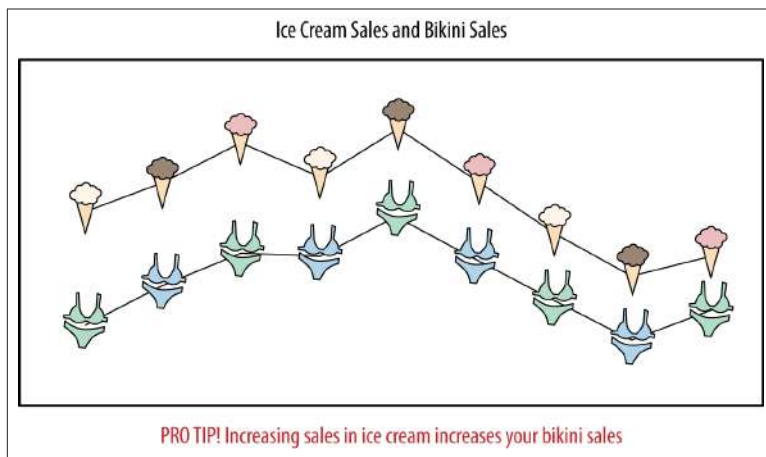 Ice Cream Sales and Bikini Sales
PRO TIP! Increasing sales in ice cream increases your bikini sales